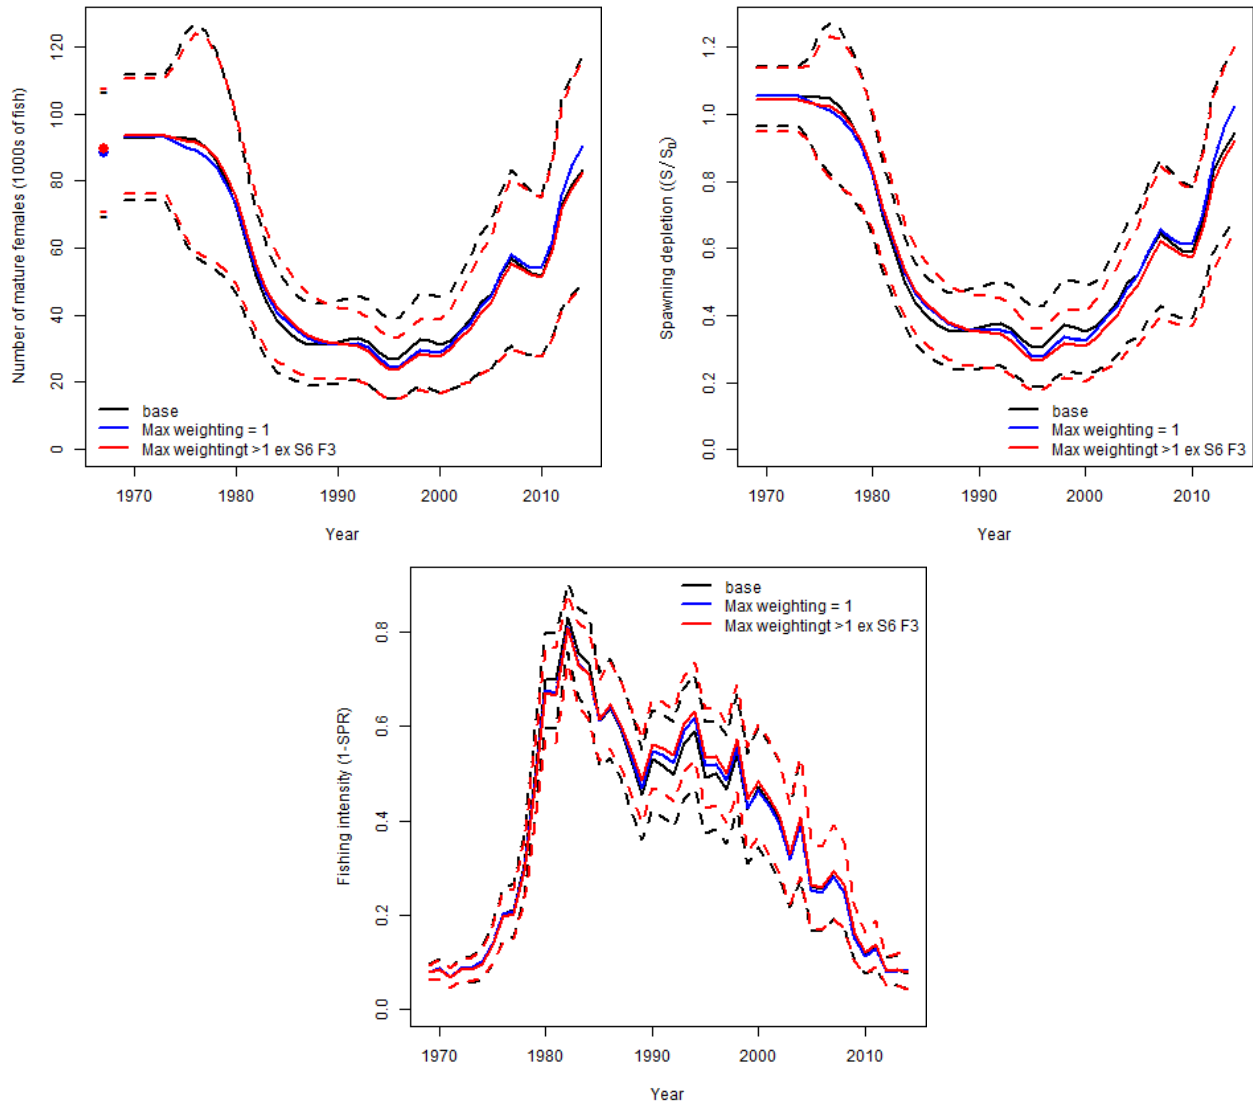 Number of mature females (1000s of fish)
120
100
80
60
40
20
0
base
Max weighting = 1
Max weightingt >1 ex S6 F3
1970 1980 1990 2000 2010
Year
Spawning depletion ((S/S0)
1.2
1.0
0.8
0.6
0.4
0.2
0.0
base
Max weighting = 1
Max weightingt >1 ex S6 F3
1970 1980 1990 2000 2010
Year
Fishing intensity (1-SPR)
0.8
0.6
0.4
0.2
0.0
base
Max weighting = 1
Max weightingt >1 ex S6 F3
1970 1980 1990 2000 2010
Year